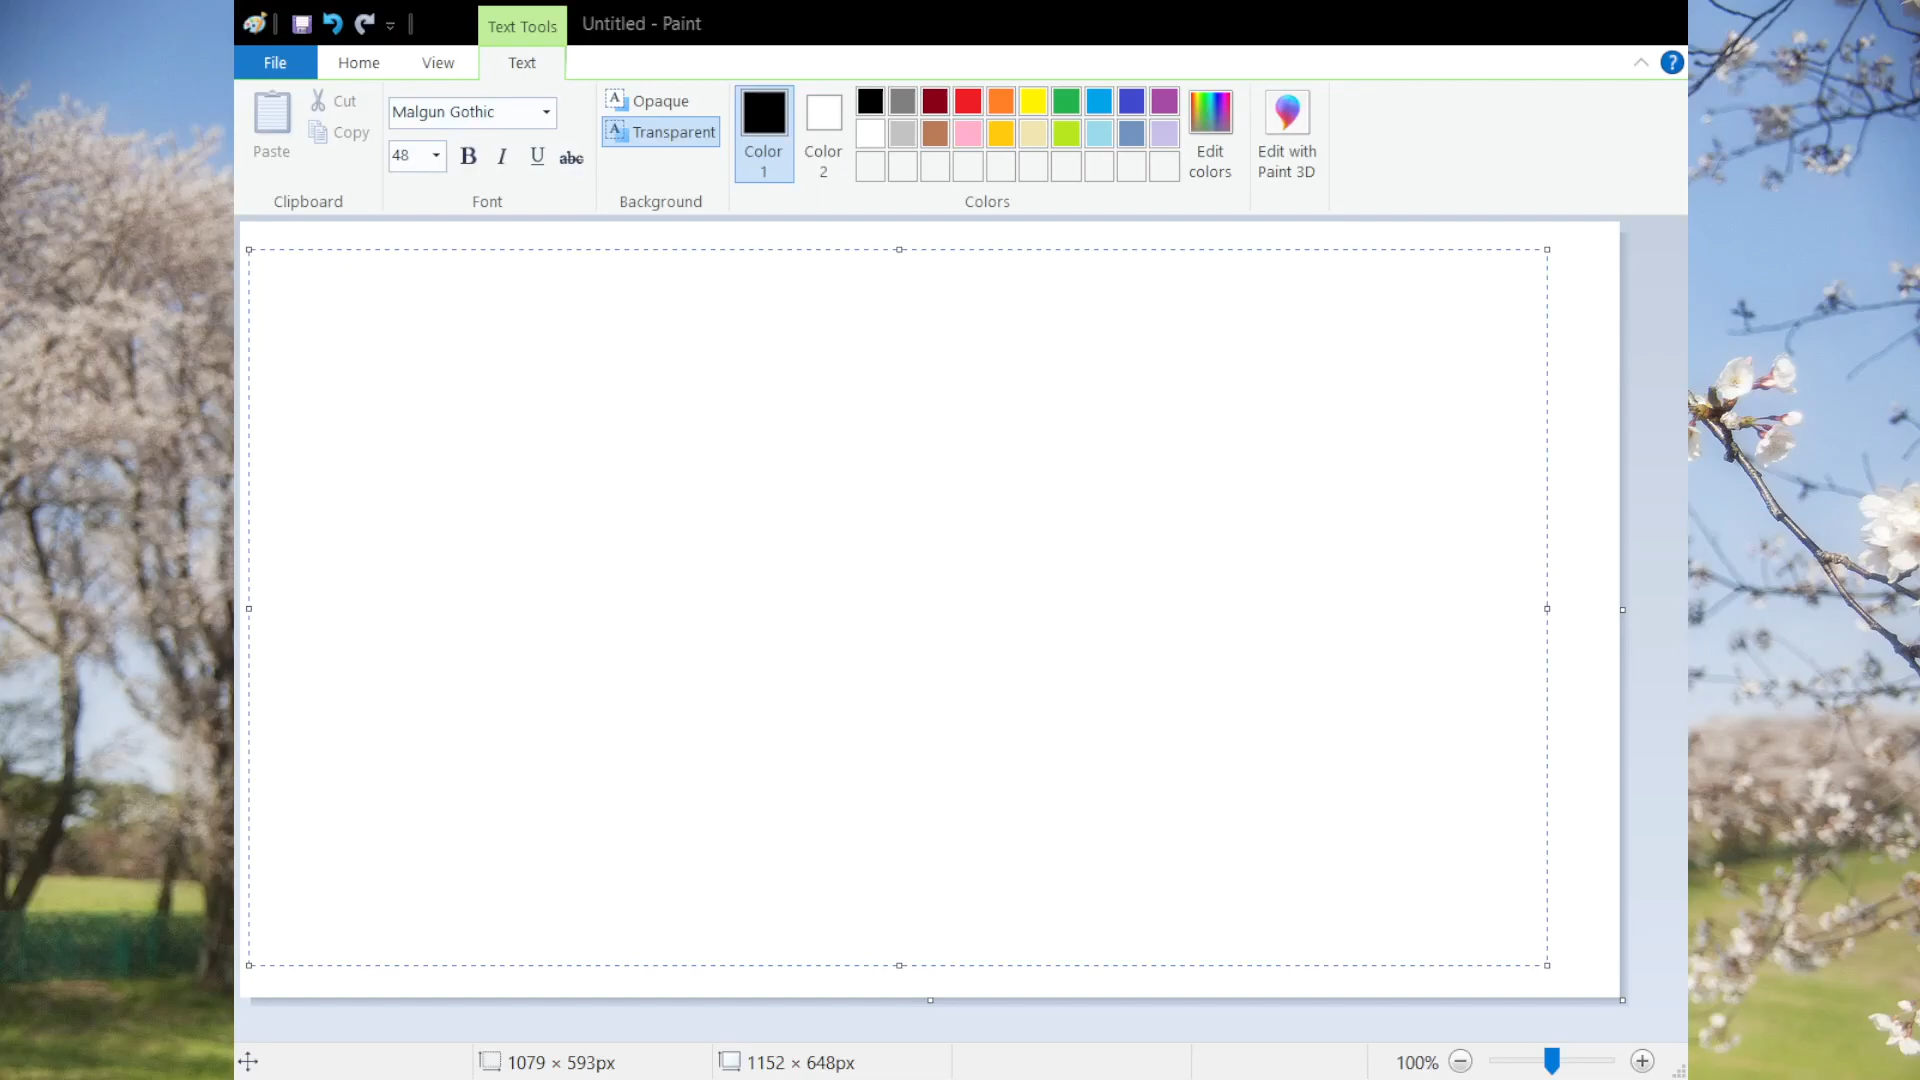 Text Tools
Untitled - Paint
File
Home
View
Text
Paste
Cut
Copy
Clipboard
Malgun Gothic
48
B I U abc
Font
Opaque
Transparent
Background
Color 1
Color 2
Colors
Edit colors
Edit with Paint 3D
1079 × 593px
1152 × 648px
100%